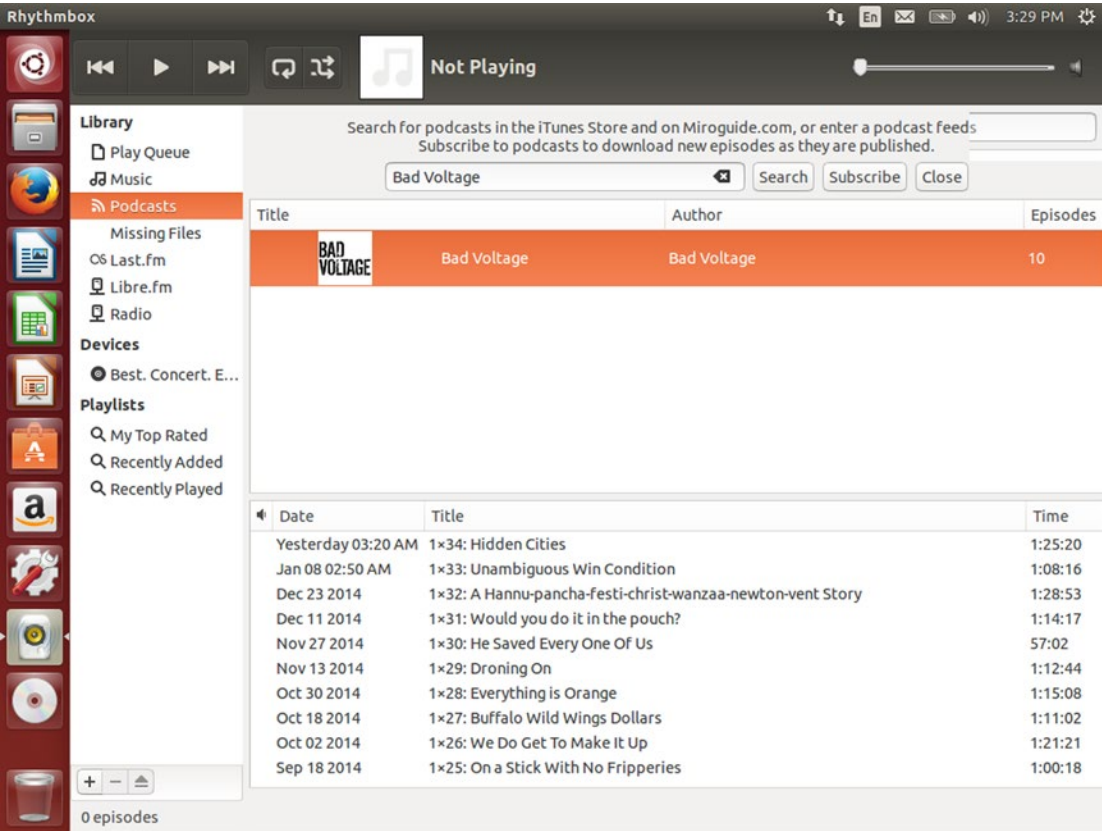 Rhythmbox En 3:29 PM
Not Playing
Library
Play Queue
Music
Podcasts
Missing Files
Last.fm
Libre.fm
Radio
Devices
Best. Concert. E...
Playlists
My Top Rated
Recently Added
Recently Played
0 episodes
Search for podcasts in the iTunes Store and on Miroguide.com, or enter a podcast feeds
Subscribe to podcasts to download new episodes as they are published.
Bad Voltage Search Subscribe Close
Title Author Episodes
BAD
VOLTAGE
Bad Voltage Bad Voltage 10
Date Title Time
Yesterday 03:20 AM 1×34: Hidden Cities 1:25:20
Jan 08 02:50 AM 1×33: Unambiguous Win Condition 1:08:16
Dec 23 2014 1×32: A Hannu-pancha-festi-christ-wanzaa-newton-vent Story 1:28:53
Dec 11 2014 1×31: Would you do it in the pouch? 1:14:17
Nov 27 2014 1×30: He Saved Every One Of Us 57:02
Nov 13 2014 1×29: Droning On 1:12:44
Oct 30 2014 1×28: Everything is Orange 1:15:08
Oct 18 2014 1×27: Buffalo Wild Wings Dollars 1:11:02
Oct 02 2014 1×26: We Do Get To Make It Up 1:21:21
Sep 18 2014 1×25: On a Stick With No Fripperies 1:00:18